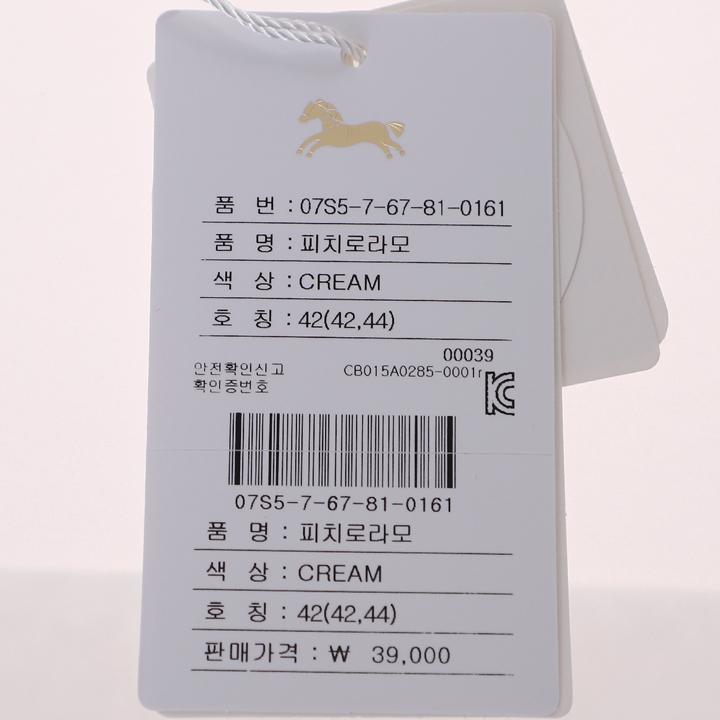 품 번 : 07S5-7-67-81-0161
품 명 : 피치로라모
색 상 : CREAM
호 칭 : 42(42,44)
00039
안전확인신고 CB015A0285-0001r
확인증번호
07S5-7-67-81-0161
품 명 : 피치로라모
색 상 : CREAM
호 칭 : 42(42,44)
판매가격 : ₩ 39,000